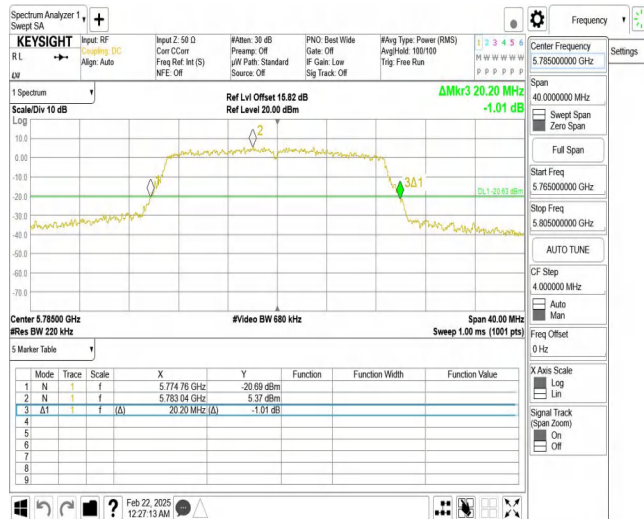 Spectrum Analyzer 1
Swept SA
+
Frequency
KEYSIGHT
RL
Input: RF
Coupling: DC
Align: Auto
Input Z: 50 Ω
Corr CCorr
Freq Ref: Int (S)
NFE: Off
#Atten: 30 dB
Preamp: Off
µW Path: Standard
Source: Off
PNO: Best Wide
Gate: Off
IF Gain: Low
Sig Track: Off
#Avg Type: Power (RMS)
Avg|Hold: 100/100
Trig: Free Run
1 2 3 4 5 6
M W W W W W
P P P P P P
Center Frequency
5.785000000 GHz
Settings
Span
40.0000000 MHz
Swept Span
Zero Span
Full Span
Start Freq
5.765000000 GHz
Stop Freq
5.805000000 GHz
AUTO TUNE
CF Step
4.000000 MHz
Auto
Man
Freq Offset
0 Hz
X Axis Scale
Log
Lin
Signal Track
(Span Zoom)
On
Off
1 Spectrum
Scale/Div 10 dB
Ref Lvl Offset 15.82 dB
Ref Level 20.00 dBm
ΔMkr3 20.20 MHz
-1.01 dB
Log
10.0
0.00
-10.0
-20.0
-30.0
-40.0
-50.0
-60.0
-70.0
2
3Δ1
DL1 -20.63 dBm
Center 5.78500 GHz
#Res BW 220 kHz
#Video BW 680 kHz
Span 40.00 MHz
Sweep 1.00 ms (1001 pts)
5 Marker Table
Mode Trace Scale X Y Function Function Width Function Value
1 N 1 f 5.774 76 GHz -20.69 dBm
2 N 1 f 5.783 04 GHz 5.37 dBm
3 Δ1 1 f (Δ) 20.20 MHz (Δ) -1.01 dB
4
5
6
7
8
9
?
Feb 22, 2025
12:27:13 AM